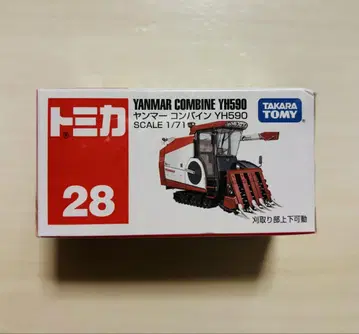 トミカ
28
YANMAR COMBINE YH590
ヤンマー コンバイン YH590
SCALE 1/71
TAKARA
TOMY
刈取り部上下可動